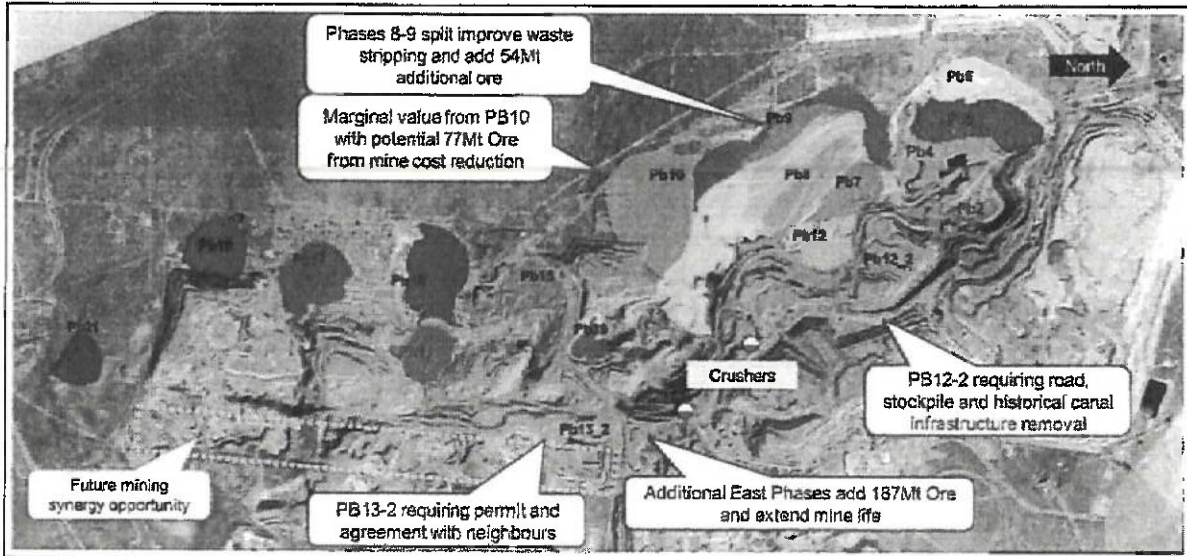 Phases 8-9 split improve waste
stripping and add 54Mt
additional ore
Marginal value from PB10
with potential 77Mt Ore
from mine cost reduction
North
Pb6
Pb9
Pb4
Pb10
Pb8
Pb7
Pb12
Pb12_2
Pb13_2
Crushers
PB12-2 requiring road,
stockpile and historical canal
infrastructure removal
Future mining
synergy opportunity
PB13-2 requiring permit and
agreement with neighbours
Additional East Phases add 187Mt Ore
and extend mine life